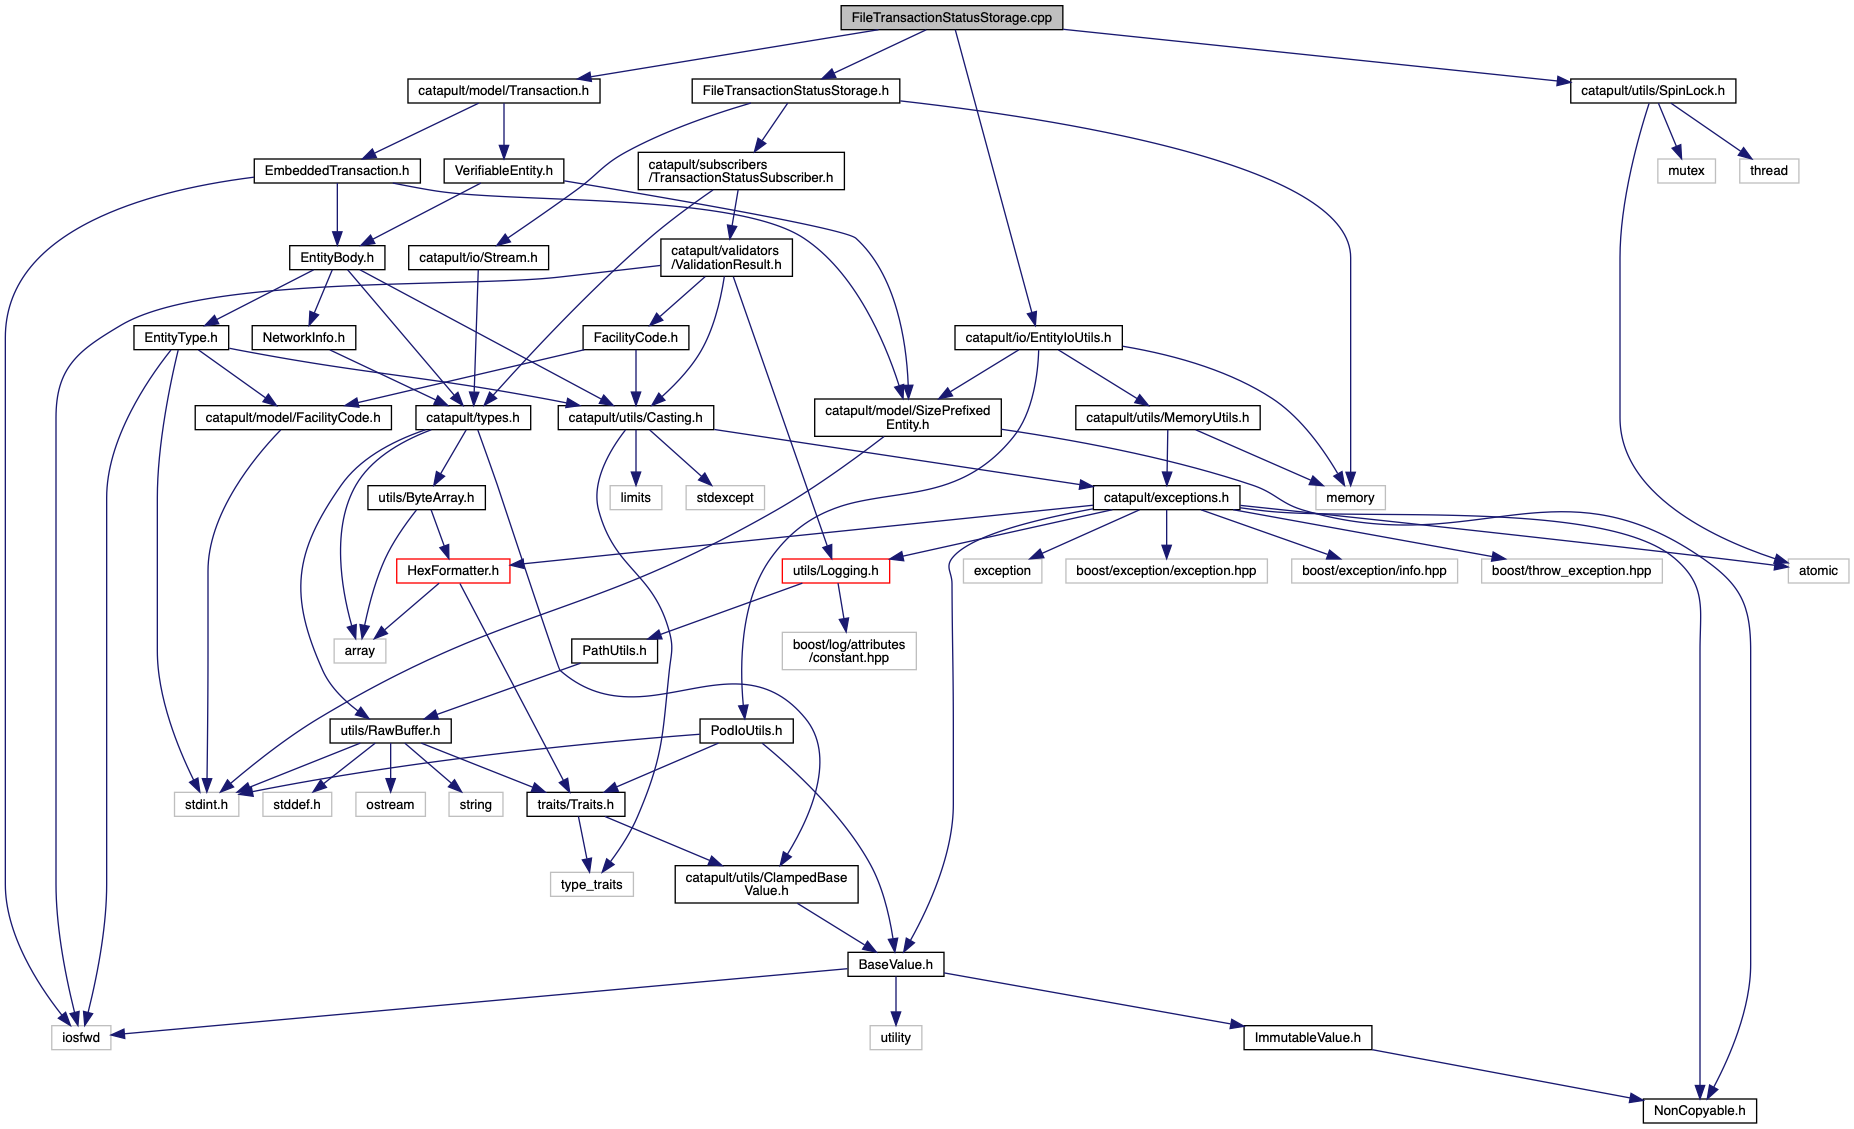 FileTransactionStatusStorage.cpp
catapult/model/Transaction.h
FileTransactionStatusStorage.h
catapult/utils/SpinLock.h
EmbeddedTransaction.h
VerifiableEntity.h
catapult/subscribers
/TransactionStatusSubscriber.h
mutex
thread
EntityBody.h
catapult/io/Stream.h
catapult/validators
/ValidationResult.h
EntityType.h
NetworkInfo.h
FacilityCode.h
catapult/io/EntityIoUtils.h
catapult/model/FacilityCode.h
catapult/types.h
catapult/utils/Casting.h
catapult/model/SizePrefixed
Entity.h
catapult/utils/MemoryUtils.h
utils/ByteArray.h
limits
stdexcept
catapult/exceptions.h
memory
HexFormatter.h
utils/Logging.h
exception
boost/exception/exception.hpp
boost/exception/info.hpp
boost/throw_exception.hpp
atomic
array
PathUtils.h
boost/log/attributes
/constant.hpp
utils/RawBuffer.h
PodIoUtils.h
stdint.h
stddef.h
ostream
string
traits/Traits.h
type_traits
catapult/utils/ClampedBase
Value.h
BaseValue.h
iosfwd
utility
ImmutableValue.h
NonCopyable.h